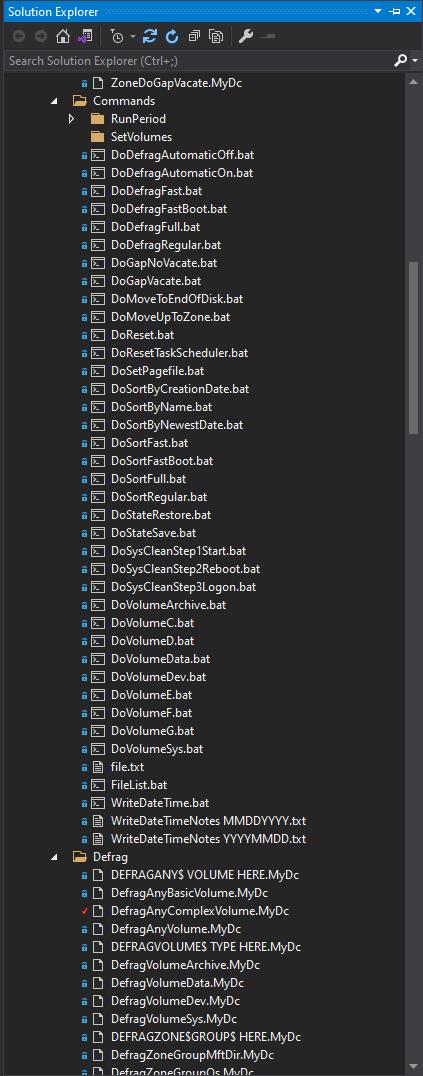 Solution Explorer
Search Solution Explorer (Ctrl+;)
ZoneDoGapVacate.MyDc
Commands
RunPeriod
SetVolumes
DoDefragAutomaticOff.bat
DoDefragAutomaticOn.bat
DoDefragFast.bat
DoDefragFastBoot.bat
DoDefragFull.bat
DoDefragRegular.bat
DoGapNoVacate.bat
DoGapVacate.bat
DoMoveToEndOfDisk.bat
DoMoveUpToZone.bat
DoReset.bat
DoResetTaskScheduler.bat
DoSetPagefile.bat
DoSortByCreationDate.bat
DoSortByName.bat
DoSortByNewestDate.bat
DoSortFast.bat
DoSortFastBoot.bat
DoSortFull.bat
DoSortRegular.bat
DoStateRestore.bat
DoStateSave.bat
DoSysCleanStep1Start.bat
DoSysCleanStep2Reboot.bat
DoSysCleanStep3Logon.bat
DoVolumeArchive.bat
DoVolumeC.bat
DoVolumeD.bat
DoVolumeData.bat
DoVolumeDev.bat
DoVolumeE.bat
DoVolumeF.bat
DoVolumeG.bat
DoVolumeSys.bat
file.txt
FileList.bat
WriteDateTime.bat
WriteDateTimeNotes MMDDYYYY.txt
WriteDateTimeNotes YYYYMMDD.txt
Defrag
DEFRAGANY$ VOLUME HERE.MyDc
DefragAnyBasicVolume.MyDc
DefragAnyComplexVolume.MyDc
DefragAnyVolume.MyDc
DEFRAGVOLUME$ TYPE HERE.MyDc
DefragVolumeArchive.MyDc
DefragVolumeData.MyDc
DefragVolumeDev.MyDc
DefragVolumeSys.MyDc
DEFRAGZONE$GROUP$ HERE.MyDc
DefragZoneGroupMftDir.MyDc
DefragZoneGroupOs.MyDc